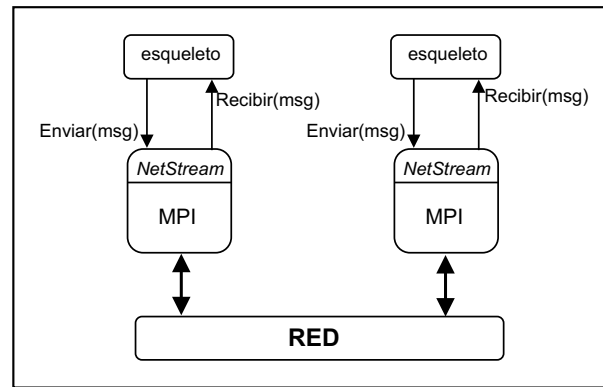 esqueleto
esqueleto
Recibir(msg)
Recibir(msg)
Enviar(msg)
Enviar(msg)
NetStream
NetStream
MPI
MPI
RED